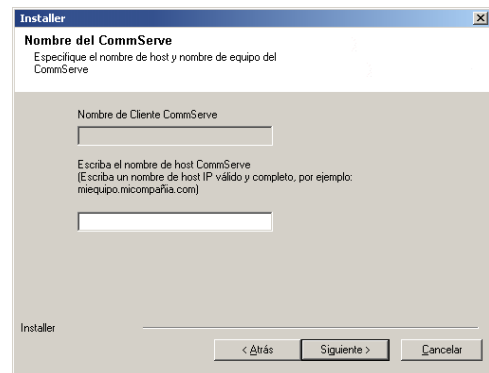 Installer
Nombre del CommServe
Especifique el nombre de host y nombre de equipo del
CommServe
Nombre de Cliente CommServe
Escriba el nombre de host CommServe
(Escriba un nombre de host IP válido y completo, por ejemplo:
miequipo.micompañia.com)
Installer
< Atrás
Siguiente >
Cancelar